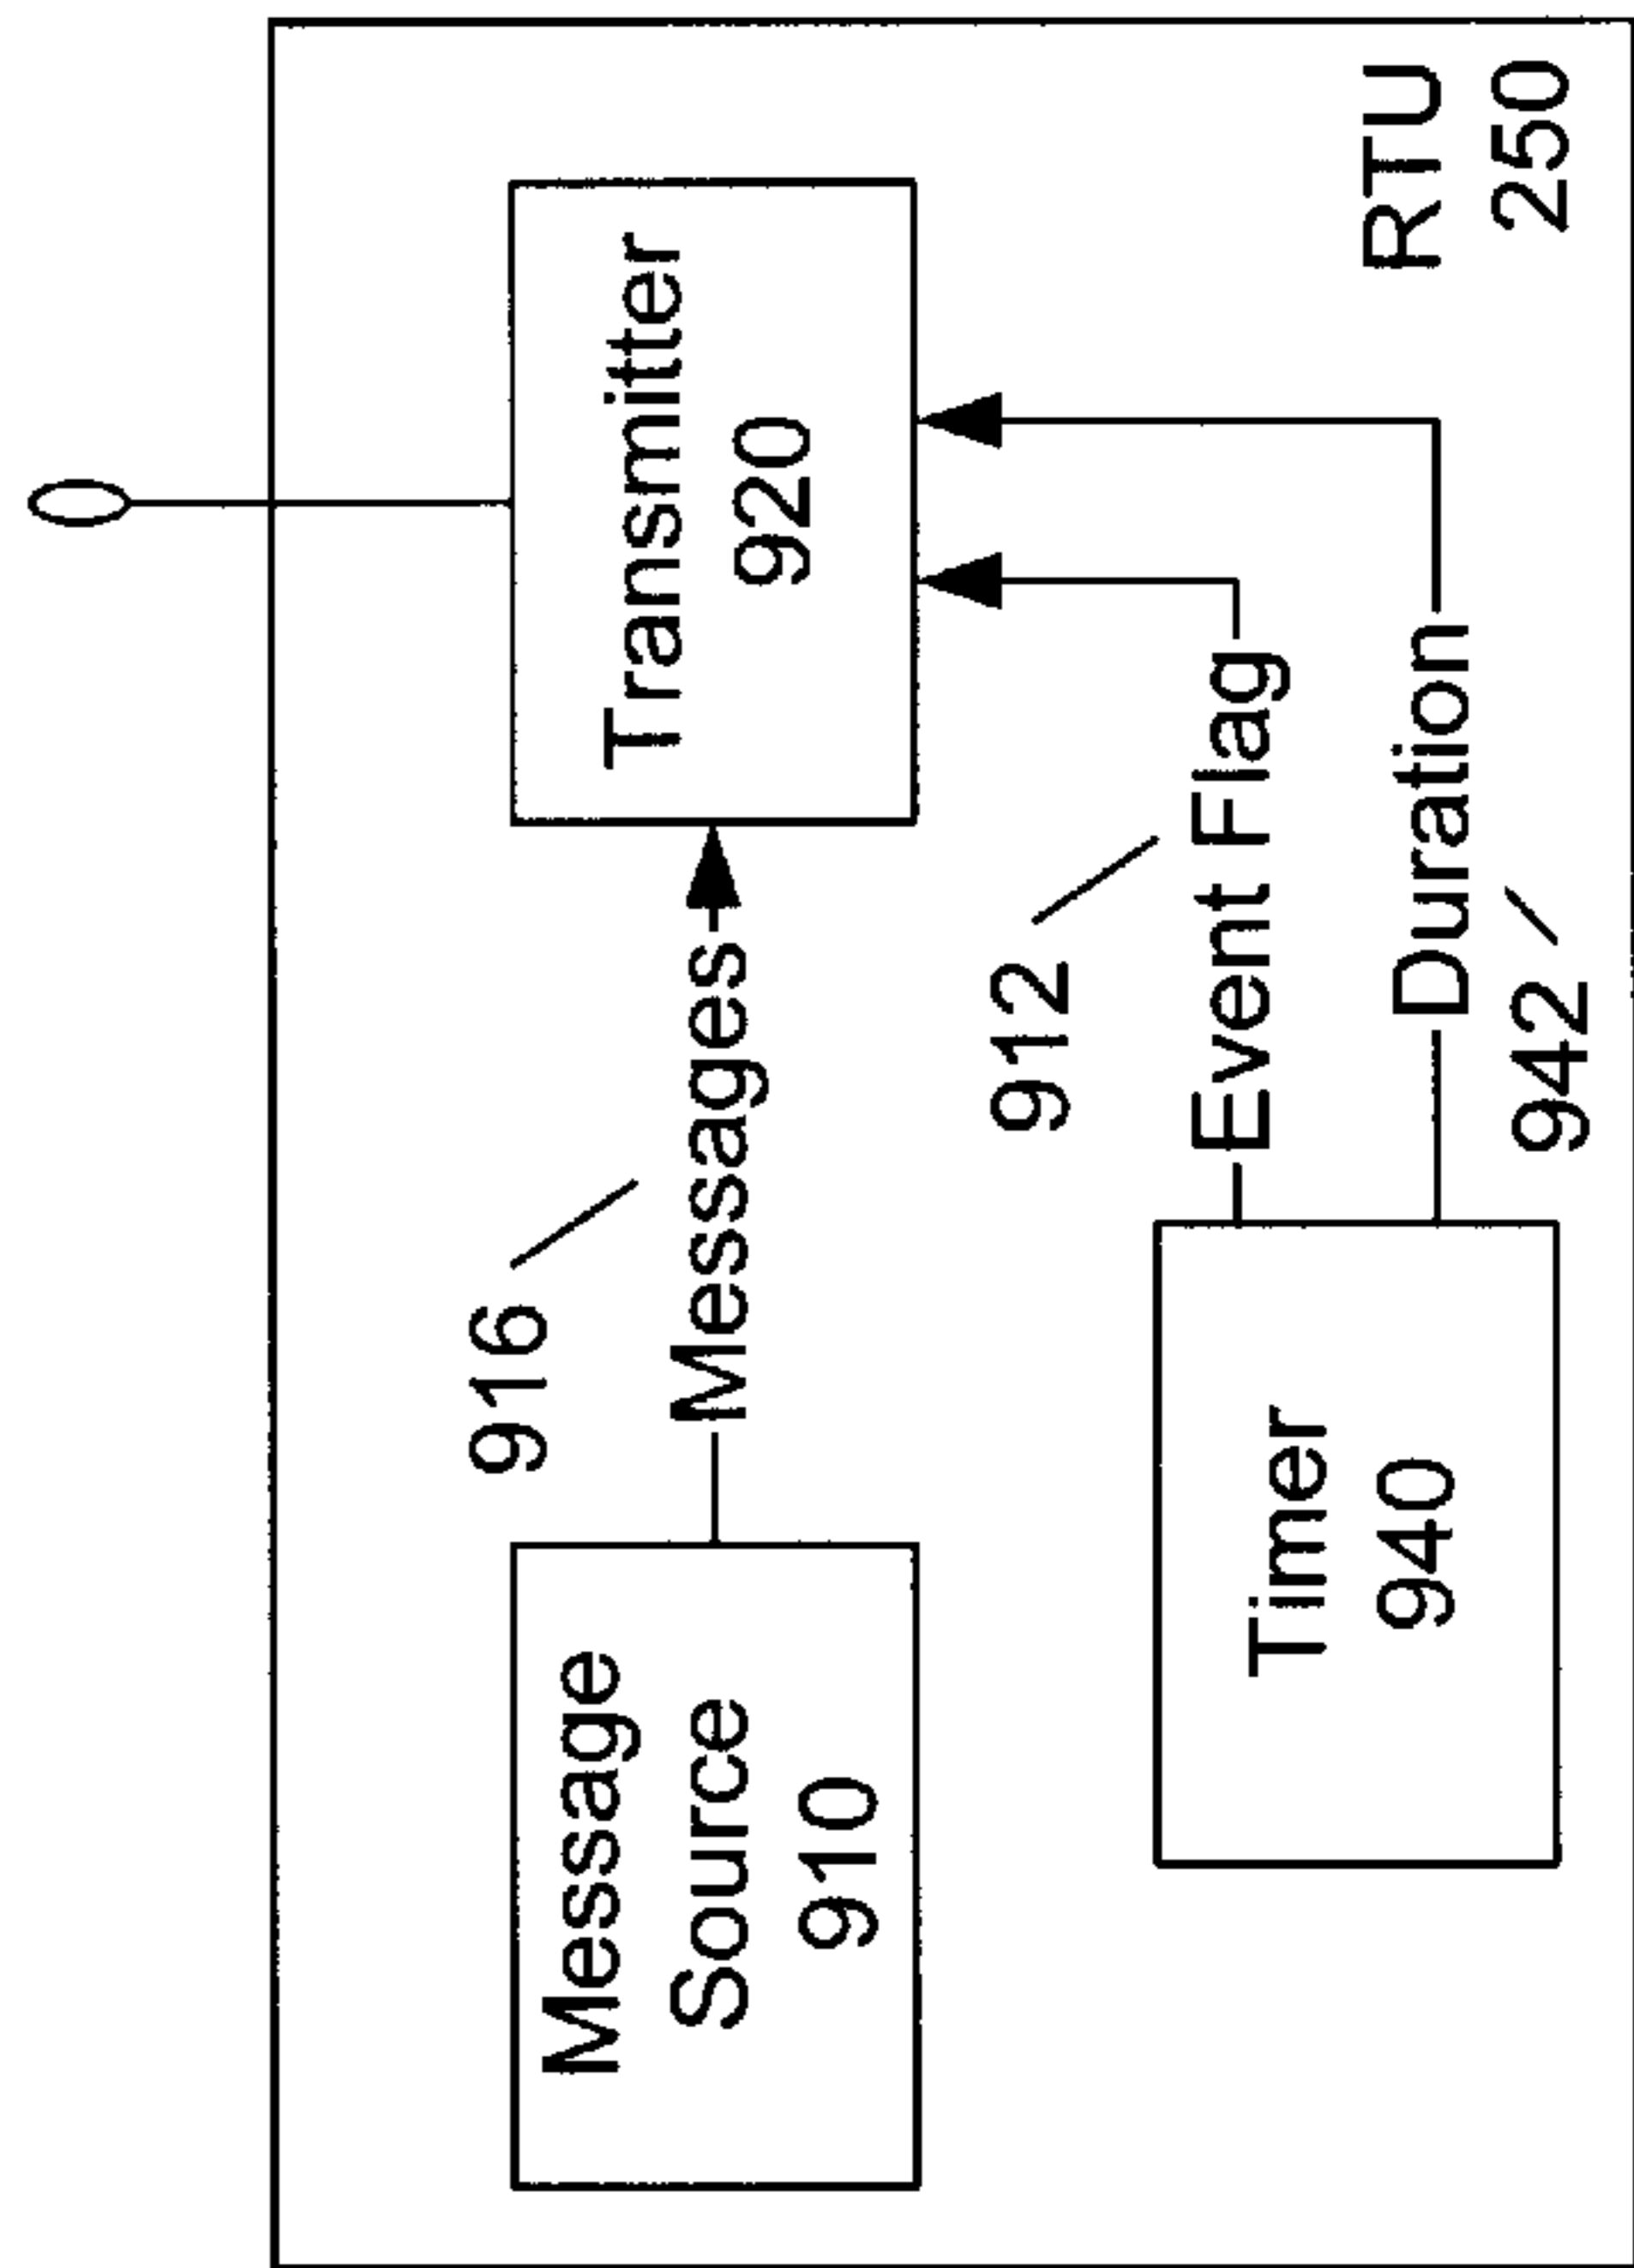 916
Message
Source
910
Messages
Transmitter
920
912
Event Flag
Timer
940
Duration
942
RTU
250